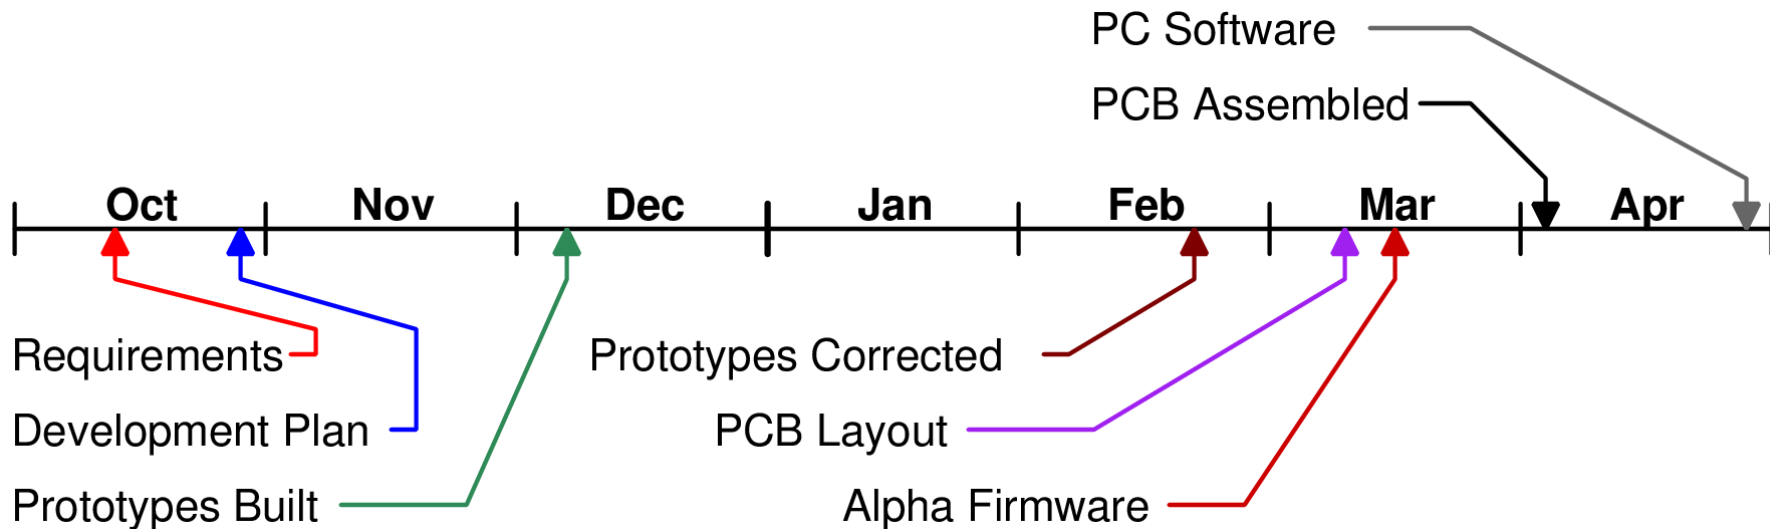 PC Software
PCB Assembled
Oct Nov Dec Jan Feb Mar Apr
Requirements
Prototypes Corrected
Development Plan
PCB Layout
Prototypes Built
Alpha Firmware